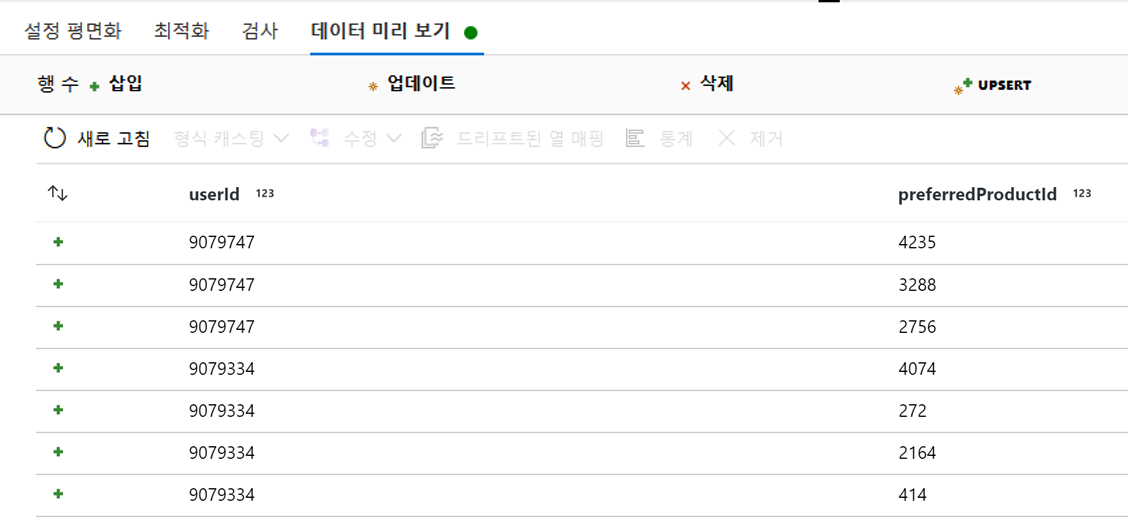 설정 평면화 최적화 검사 데이터 미리 보기
행 수 삽입 업데이트 삭제 UPSERT
새로 고침 형식 캐스팅 수정 드리프트된 열 매핑 통계 제거
userId 123 preferredProductId 123
9079747 4235
9079747 3288
9079747 2756
9079334 4074
9079334 272
9079334 2164
9079334 414